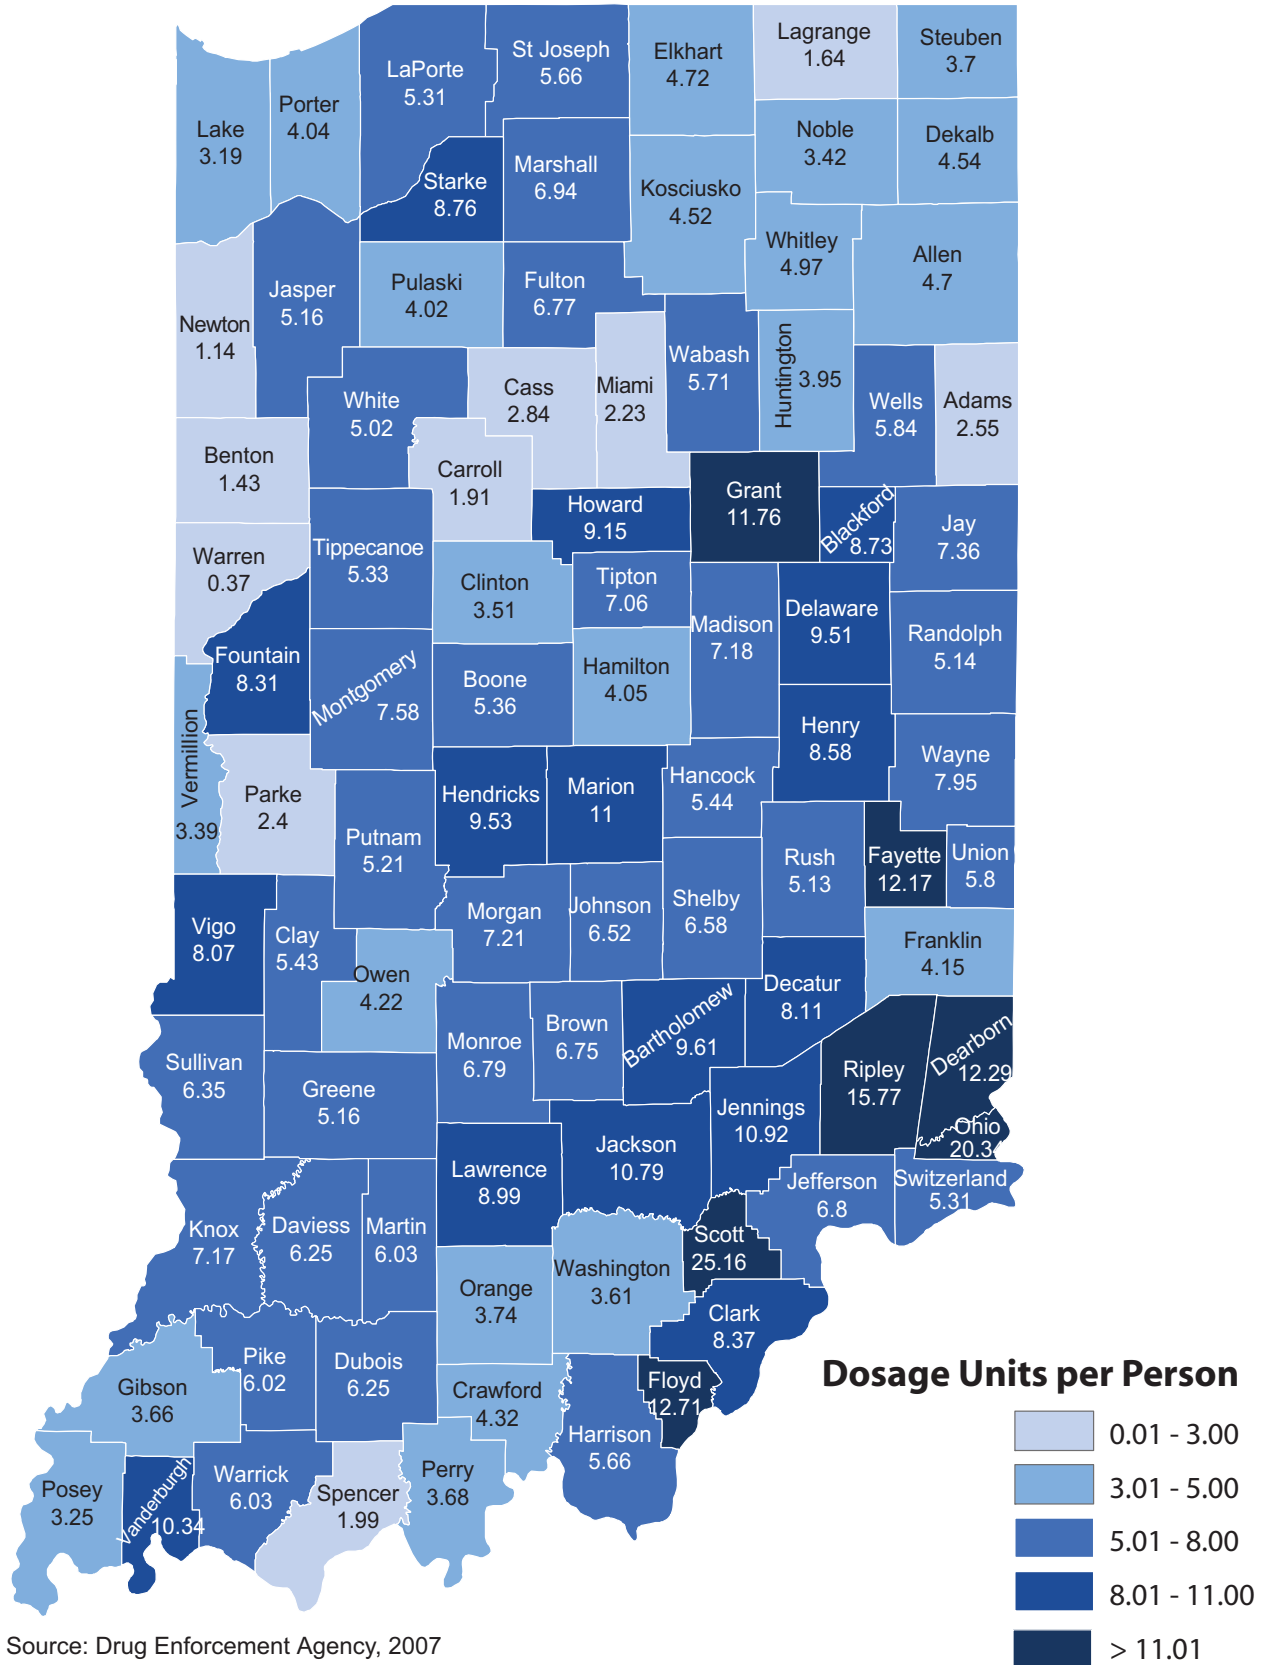 Lagrange
1.64
Steuben
3.7
St Joseph
5.66
Elkhart
4.72
LaPorte
5.31
Porter
4.04
Lake
3.19
Noble
3.42
Dekalb
4.54
Marshall
6.94
Starke
8.76
Kosciusko
4.52
Whitley
4.97
Allen
4.7
Pulaski
4.02
Fulton
6.77
Jasper
5.16
Newton
1.14
Wabash
5.71
Huntington
3.95
Cass
2.84
Miami
2.23
White
5.02
Wells
5.84
Adams
2.55
Benton
1.43
Carroll
1.91
Grant
11.76
Howard
9.15
Blackford
8.73
Jay
7.36
Warren
0.37
Tippecanoe
5.33
Clinton
3.51
Tipton
7.06
Madison
7.18
Delaware
9.51
Randolph
5.14
Fountain
8.31
Montgomery
7.58
Boone
5.36
Hamilton
4.05
Henry
8.58
Wayne
7.95
Vermillion
3.39
Parke
2.4
Hendricks
9.53
Marion
11
Hancock
5.44
Putnam
5.21
Rush
5.13
Fayette
12.17
Union
5.8
Vigo
8.07
Clay
5.43
Morgan
7.21
Johnson
6.52
Shelby
6.58
Franklin
4.15
Owen
4.22
Decatur
8.11
Monroe
6.79
Brown
6.75
Bartholomew
9.61
Sullivan
6.35
Greene
5.16
Ripley
15.77
Dearborn
12.29
Jennings
10.92
Ohio
20.34
Jackson
10.79
Lawrence
8.99
Jefferson
6.8
Switzerland
5.31
Knox
7.17
Daviess
6.25
Martin
6.03
Scott
25.16
Orange
3.74
Washington
3.61
Clark
8.37
Pike
6.02
Dubois
6.25
Gibson
3.66
Crawford
4.32
Floyd
12.71
Harrison
5.66
Posey
3.25
Vanderburgh
10.34
Warrick
6.03
Spencer
1.99
Perry
3.68
Dosage Units per Person
0.01 - 3.00
3.01 - 5.00
5.01 - 8.00
8.01 - 11.00
> 11.01
Source: Drug Enforcement Agency, 2007